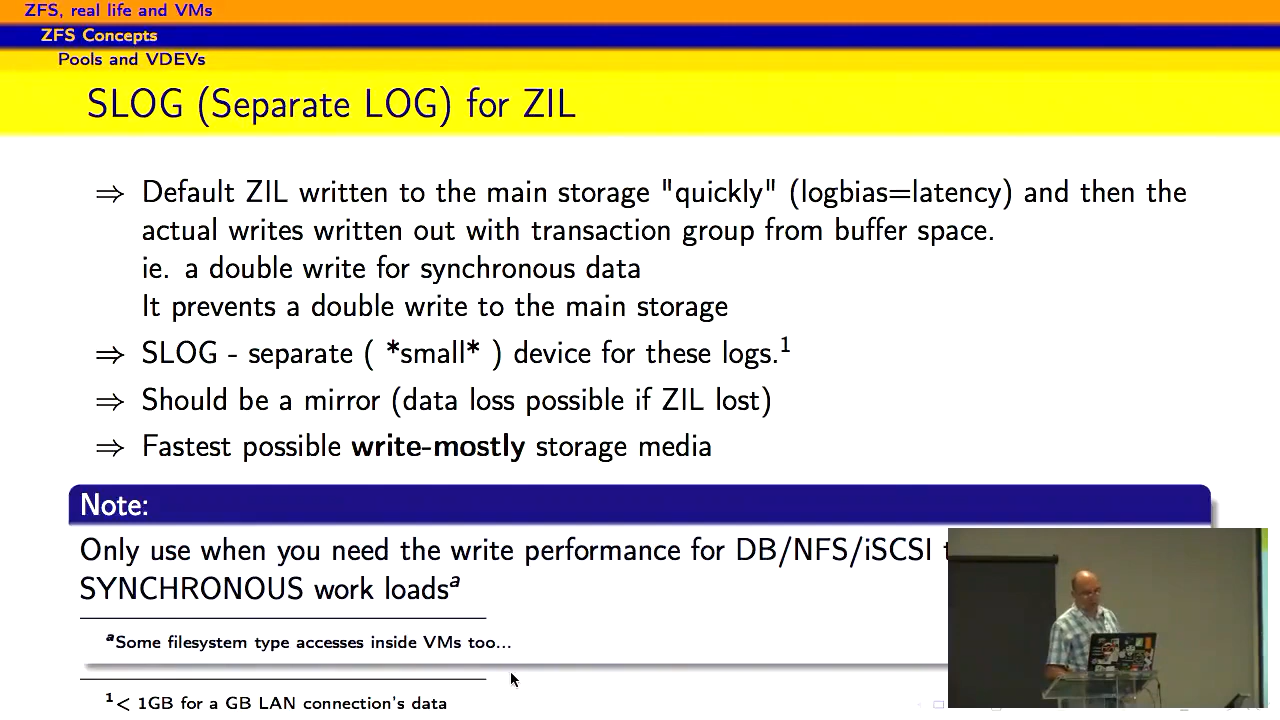 ZFS, real life and VMs
ZFS Concepts
Pools and VDEVs
SLOG (Separate LOG) for ZIL
⇒ Default ZIL written to the main storage "quickly" (logbias=latency) and then the
actual writes written out with transaction group from buffer space.
ie. a double write for synchronous data
It prevents a double write to the main storage
⇒ SLOG - separate ( *small* ) device for these logs.1
⇒ Should be a mirror (data loss possible if ZIL lost)
⇒ Fastest possible write-mostly storage media
Note:
Only use when you need the write performance for DB/NFS/iSCSI
SYNCHRONOUS work loadsa
aSome filesystem type accesses inside VMs too...
1< 1GB for a GB LAN connection's data